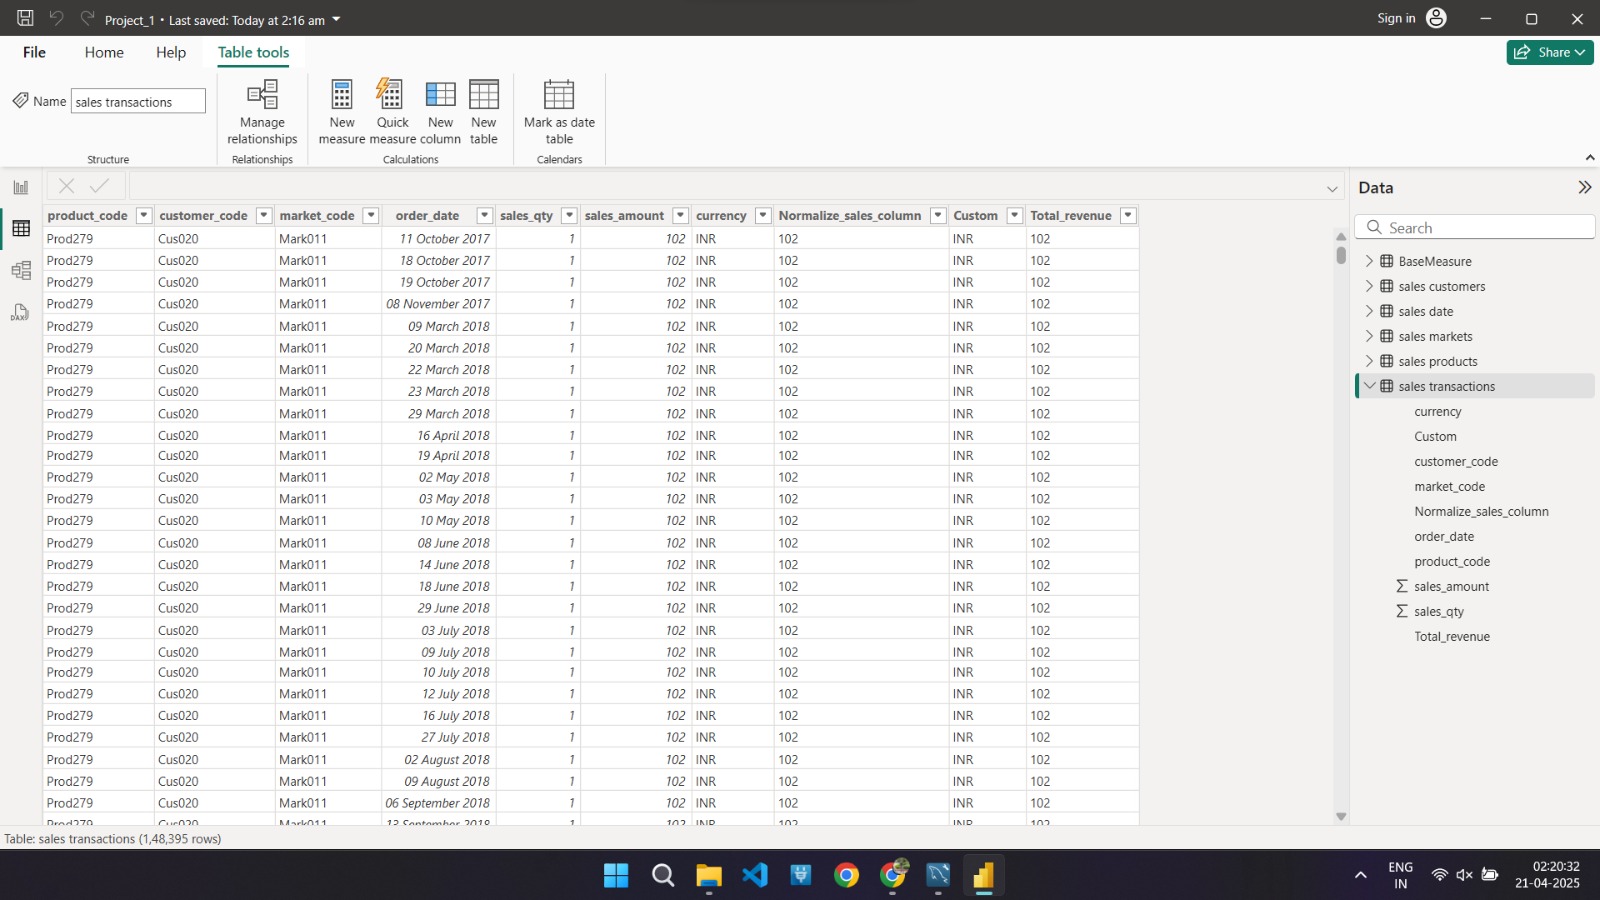 Project_1 • Last saved: Today at 2:16 am
Sign in
File
Home
Help
Table tools
Share
Name
sales transactions
Manage relationships
New measure
Quick measure
New column
New table
Mark as date table
Structure
Relationships
Calculations
Calendars
product_code customer_code market_code order_date sales_qty sales_amount currency Normalize_sales_column Custom Total_revenue
Prod279 Cus020 Mark011 11 October 2017 1 102 INR 102 INR 102
Prod279 Cus020 Mark011 18 October 2017 1 102 INR 102 INR 102
Prod279 Cus020 Mark011 19 October 2017 1 102 INR 102 INR 102
Prod279 Cus020 Mark011 08 November 2017 1 102 INR 102 INR 102
Prod279 Cus020 Mark011 09 March 2018 1 102 INR 102 INR 102
Prod279 Cus020 Mark011 20 March 2018 1 102 INR 102 INR 102
Prod279 Cus020 Mark011 22 March 2018 1 102 INR 102 INR 102
Prod279 Cus020 Mark011 23 March 2018 1 102 INR 102 INR 102
Prod279 Cus020 Mark011 29 March 2018 1 102 INR 102 INR 102
Prod279 Cus020 Mark011 16 April 2018 1 102 INR 102 INR 102
Prod279 Cus020 Mark011 19 April 2018 1 102 INR 102 INR 102
Prod279 Cus020 Mark011 02 May 2018 1 102 INR 102 INR 102
Prod279 Cus020 Mark011 03 May 2018 1 102 INR 102 INR 102
Prod279 Cus020 Mark011 10 May 2018 1 102 INR 102 INR 102
Prod279 Cus020 Mark011 08 June 2018 1 102 INR 102 INR 102
Prod279 Cus020 Mark011 14 June 2018 1 102 INR 102 INR 102
Prod279 Cus020 Mark011 18 June 2018 1 102 INR 102 INR 102
Prod279 Cus020 Mark011 29 June 2018 1 102 INR 102 INR 102
Prod279 Cus020 Mark011 03 July 2018 1 102 INR 102 INR 102
Prod279 Cus020 Mark011 09 July 2018 1 102 INR 102 INR 102
Prod279 Cus020 Mark011 10 July 2018 1 102 INR 102 INR 102
Prod279 Cus020 Mark011 12 July 2018 1 102 INR 102 INR 102
Prod279 Cus020 Mark011 16 July 2018 1 102 INR 102 INR 102
Prod279 Cus020 Mark011 27 July 2018 1 102 INR 102 INR 102
Prod279 Cus020 Mark011 02 August 2018 1 102 INR 102 INR 102
Prod279 Cus020 Mark011 09 August 2018 1 102 INR 102 INR 102
Prod279 Cus020 Mark011 06 September 2018 1 102 INR 102 INR 102
Prod279 Cus020 Mark011 13 September 2018 1 102 INR 102 INR 102
Data
Search
BaseMeasure
sales customers
sales date
sales markets
sales products
sales transactions
currency
Custom
customer_code
market_code
Normalize_sales_column
order_date
product_code
sales_amount
sales_qty
Total_revenue
DAX
Table: sales transactions (1,48,395 rows)
ENG
IN
02:20:32
21-04-2025